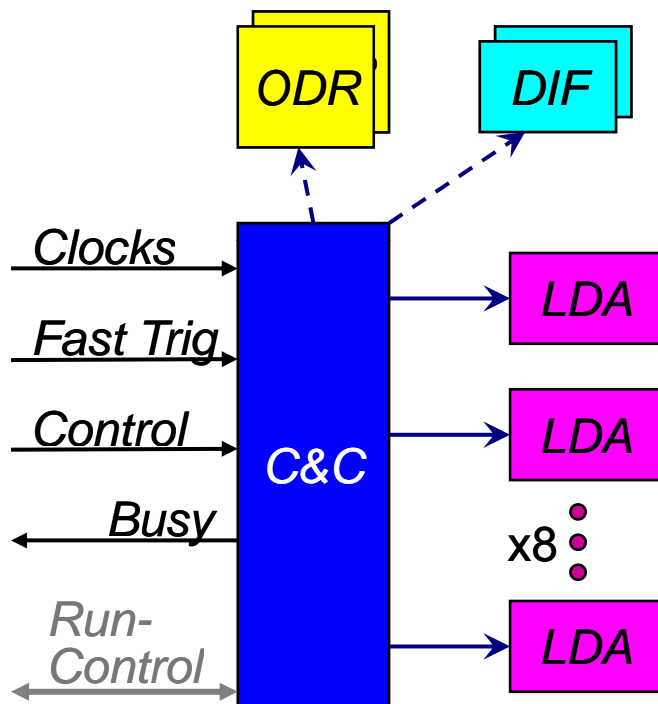 ODR
DIF
Clocks
LDA
Fast Trig
Control
LDA
C&C
Busy
x8
Run-
Control
LDA